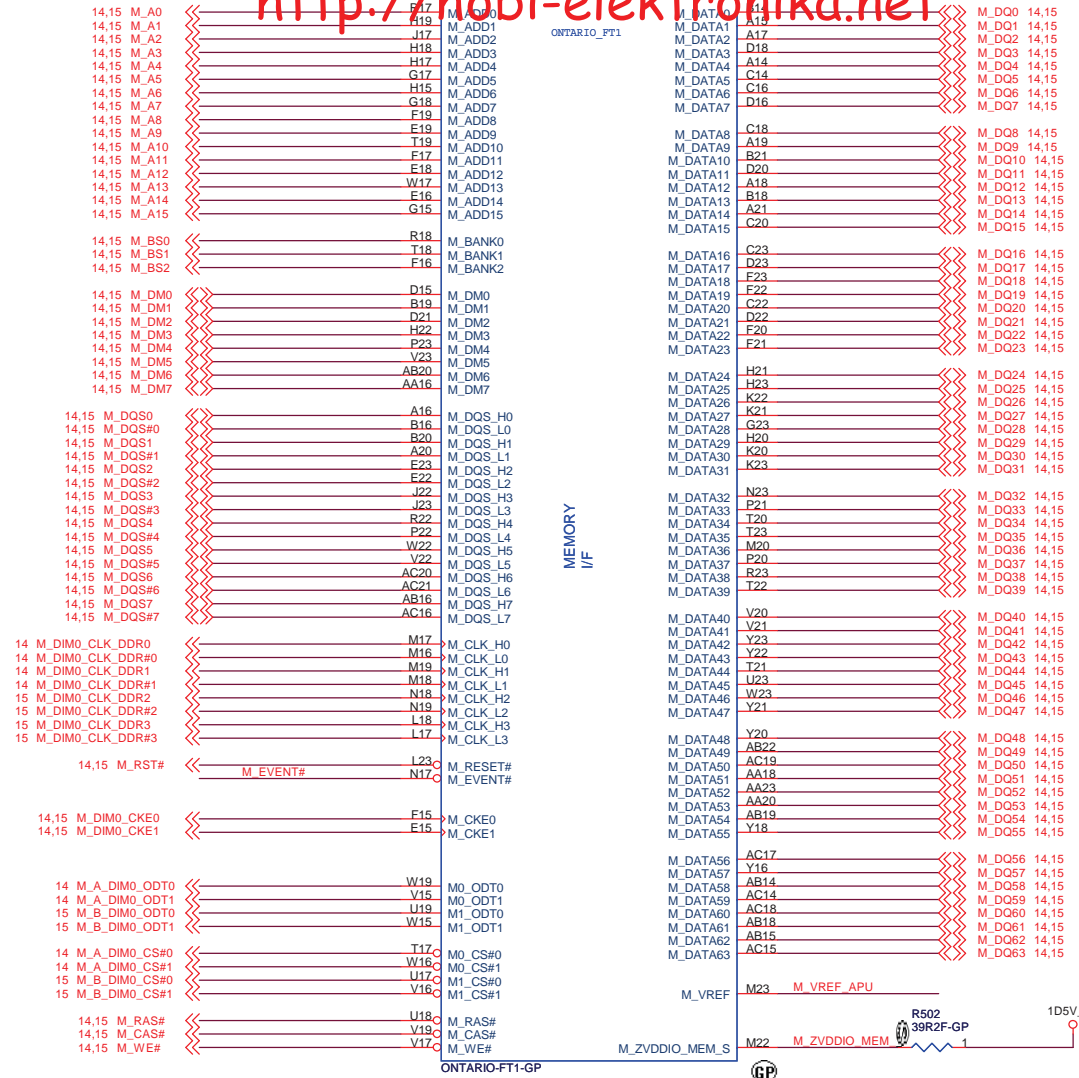 http://mobi-elektronika.net
ONTARIO_FT1
14,15 M_A0 R17 M_ADD0
14,15 M_A1 H19 M_ADD1
14,15 M_A2 J17 M_ADD2
14,15 M_A3 H18 M_ADD3
14,15 M_A4 H17 M_ADD4
14,15 M_A5 G17 M_ADD5
14,15 M_A6 H15 M_ADD6
14,15 M_A7 G18 M_ADD7
14,15 M_A8 F19 M_ADD8
14,15 M_A9 E19 M_ADD9
14,15 M_A10 T19 M_ADD10
14,15 M_A11 F17 M_ADD11
14,15 M_A12 E18 M_ADD12
14,15 M_A13 W17 M_ADD13
14,15 M_A14 E16 M_ADD14
14,15 M_A15 G15 M_ADD15
14,15 M_BS0 R18 M_BANK0
14,15 M_BS1 T18 M_BANK1
14,15 M_BS2 F16 M_BANK2
14,15 M_DM0 D15 M_DM0
14,15 M_DM1 B19 M_DM1
14,15 M_DM2 D21 M_DM2
14,15 M_DM3 H22 M_DM3
14,15 M_DM4 P23 M_DM4
14,15 M_DM5 V23 M_DM5
14,15 M_DM6 AB20 M_DM6
14,15 M_DM7 AA16 M_DM7
14,15 M_DQS0 A16 M_DQS_H0
14,15 M_DQS#0 B16 M_DQS_L0
14,15 M_DQS1 B20 M_DQS_H1
14,15 M_DQS#1 A20 M_DQS_L1
14,15 M_DQS2 E23 M_DQS_H2
14,15 M_DQS#2 E22 M_DQS_L2
14,15 M_DQS3 J22 M_DQS_H3
14,15 M_DQS#3 J23 M_DQS_L3
14,15 M_DQS4 R22 M_DQS_H4
14,15 M_DQS#4 P22 M_DQS_L4
14,15 M_DQS5 W22 M_DQS_H5
14,15 M_DQS#5 V22 M_DQS_L5
14,15 M_DQS6 AC20 M_DQS_H6
14,15 M_DQS#6 AC21 M_DQS_L6
14,15 M_DQS7 AB16 M_DQS_H7
14,15 M_DQS#7 AC16 M_DQS_L7
14 M_DIM0_CLK_DDR0 M17 M_CLK_H0
14 M_DIM0_CLK_DDR#0 M16 M_CLK_L0
14 M_DIM0_CLK_DDR1 M19 M_CLK_H1
14 M_DIM0_CLK_DDR#1 M18 M_CLK_L1
15 M_DIM0_CLK_DDR2 N18 M_CLK_H2
15 M_DIM0_CLK_DDR#2 N19 M_CLK_L2
15 M_DIM0_CLK_DDR3 L18 M_CLK_H3
15 M_DIM0_CLK_DDR#3 L17 M_CLK_L3
14,15 M_RST# L23 M_RESET#
M_EVENT# N17 M_EVENT#
14,15 M_DIM0_CKE0 F15 M_CKE0
14,15 M_DIM0_CKE1 E15 M_CKE1
14 M_A_DIM0_ODT0 W19 M0_ODT0
14 M_A_DIM0_ODT1 V15 M0_ODT1
15 M_B_DIM0_ODT0 U19 M1_ODT0
15 M_B_DIM0_ODT1 W15 M1_ODT1
14 M_A_DIM0_CS#0 T17 M0_CS#0
14 M_A_DIM0_CS#1 W16 M0_CS#1
15 M_B_DIM0_CS#0 U17 M1_CS#0
15 M_B_DIM0_CS#1 V16 M1_CS#1
14,15 M_RAS# U18 M_RAS#
14,15 M_CAS# V19 M_CAS#
14,15 M_WE# V17 M_WE#
ONTARIO-FT1-GP
MEMORY
I/F
M_DATA0 B14 M_DQ0 14,15
M_DATA1 A15 M_DQ1 14,15
M_DATA2 A17 M_DQ2 14,15
M_DATA3 D18 M_DQ3 14,15
M_DATA4 A14 M_DQ4 14,15
M_DATA5 C14 M_DQ5 14,15
M_DATA6 C16 M_DQ6 14,15
M_DATA7 D16 M_DQ7 14,15
M_DATA8 C18 M_DQ8 14,15
M_DATA9 A19 M_DQ9 14,15
M_DATA10 B21 M_DQ10 14,15
M_DATA11 D20 M_DQ11 14,15
M_DATA12 A18 M_DQ12 14,15
M_DATA13 B18 M_DQ13 14,15
M_DATA14 A21 M_DQ14 14,15
M_DATA15 C20 M_DQ15 14,15
M_DATA16 C23 M_DQ16 14,15
M_DATA17 D23 M_DQ17 14,15
M_DATA18 F23 M_DQ18 14,15
M_DATA19 F22 M_DQ19 14,15
M_DATA20 C22 M_DQ20 14,15
M_DATA21 D22 M_DQ21 14,15
M_DATA22 F20 M_DQ22 14,15
M_DATA23 F21 M_DQ23 14,15
M_DATA24 H21 M_DQ24 14,15
M_DATA25 H23 M_DQ25 14,15
M_DATA26 K22 M_DQ26 14,15
M_DATA27 K21 M_DQ27 14,15
M_DATA28 G23 M_DQ28 14,15
M_DATA29 H20 M_DQ29 14,15
M_DATA30 K20 M_DQ30 14,15
M_DATA31 K23 M_DQ31 14,15
M_DATA32 N23 M_DQ32 14,15
M_DATA33 P21 M_DQ33 14,15
M_DATA34 T20 M_DQ34 14,15
M_DATA35 T23 M_DQ35 14,15
M_DATA36 M20 M_DQ36 14,15
M_DATA37 P20 M_DQ37 14,15
M_DATA38 R23 M_DQ38 14,15
M_DATA39 T22 M_DQ39 14,15
M_DATA40 V20 M_DQ40 14,15
M_DATA41 V21 M_DQ41 14,15
M_DATA42 Y23 M_DQ42 14,15
M_DATA43 Y22 M_DQ43 14,15
M_DATA44 T21 M_DQ44 14,15
M_DATA45 U23 M_DQ45 14,15
M_DATA46 W23 M_DQ46 14,15
M_DATA47 Y21 M_DQ47 14,15
M_DATA48 Y20 M_DQ48 14,15
M_DATA49 AB22 M_DQ49 14,15
M_DATA50 AC19 M_DQ50 14,15
M_DATA51 AA18 M_DQ51 14,15
M_DATA52 AA23 M_DQ52 14,15
M_DATA53 AA20 M_DQ53 14,15
M_DATA54 AB19 M_DQ54 14,15
M_DATA55 Y18 M_DQ55 14,15
M_DATA56 AC17 M_DQ56 14,15
M_DATA57 Y16 M_DQ57 14,15
M_DATA58 AB14 M_DQ58 14,15
M_DATA59 AC14 M_DQ59 14,15
M_DATA60 AC18 M_DQ60 14,15
M_DATA61 AB18 M_DQ61 14,15
M_DATA62 AB15 M_DQ62 14,15
M_DATA63 AC15 M_DQ63 14,15
M_VREF M23 M_VREF_APU
R502
39R2F-GP
1D5V_
M_ZVDDIO_MEM_S M22 M_ZVDDIO_MEM 1
GP